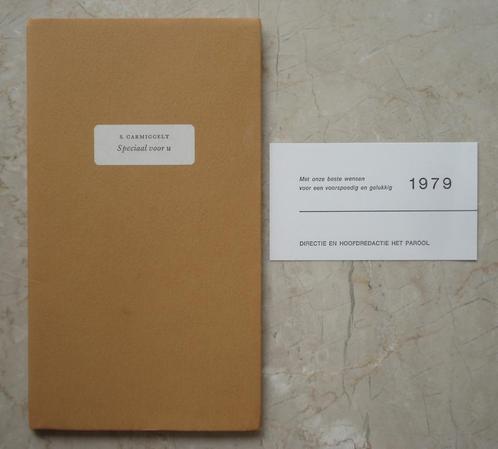 S. CARMIGGELT
Speciaal voor u
Met onze beste wensen
voor een voorspoedig en gelukkig 1979
DIRECTIE EN HOOFDREDACTIE HET PAROOL